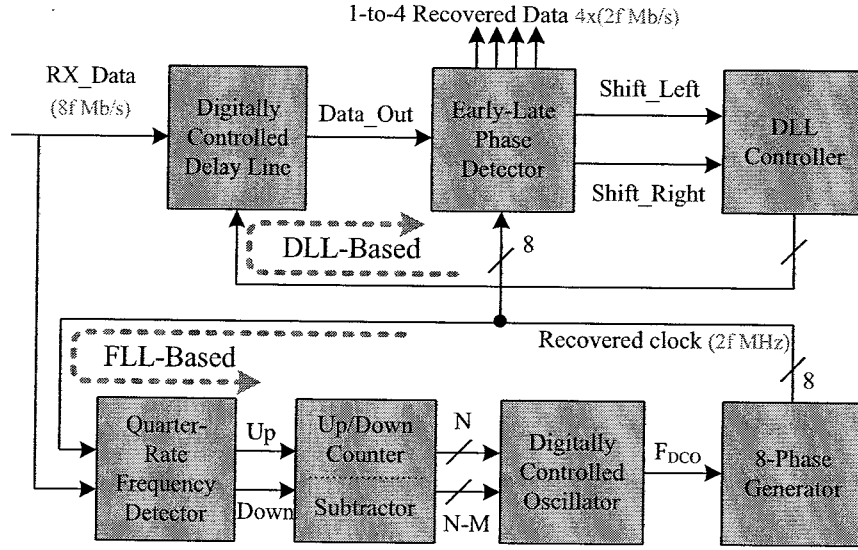 1-to-4 Recovered Data 4x(2f Mb/s)
RX_Data
(8f Mb/s)
Digitally
Controlled
Delay Line
Data_Out
Early-Late
Phase
Detector
Shift_Left
Shift_Right
DLL
Controller
DLL-Based
8
FLL-Based
Recovered clock (2f MHz)
8
Quarter-
Rate
Frequency
Detector
Up
Down
Up/Down
Counter
Subtractor
N
N-M
Digitally
Controlled
Oscillator
FDCO
8-Phase
Generator